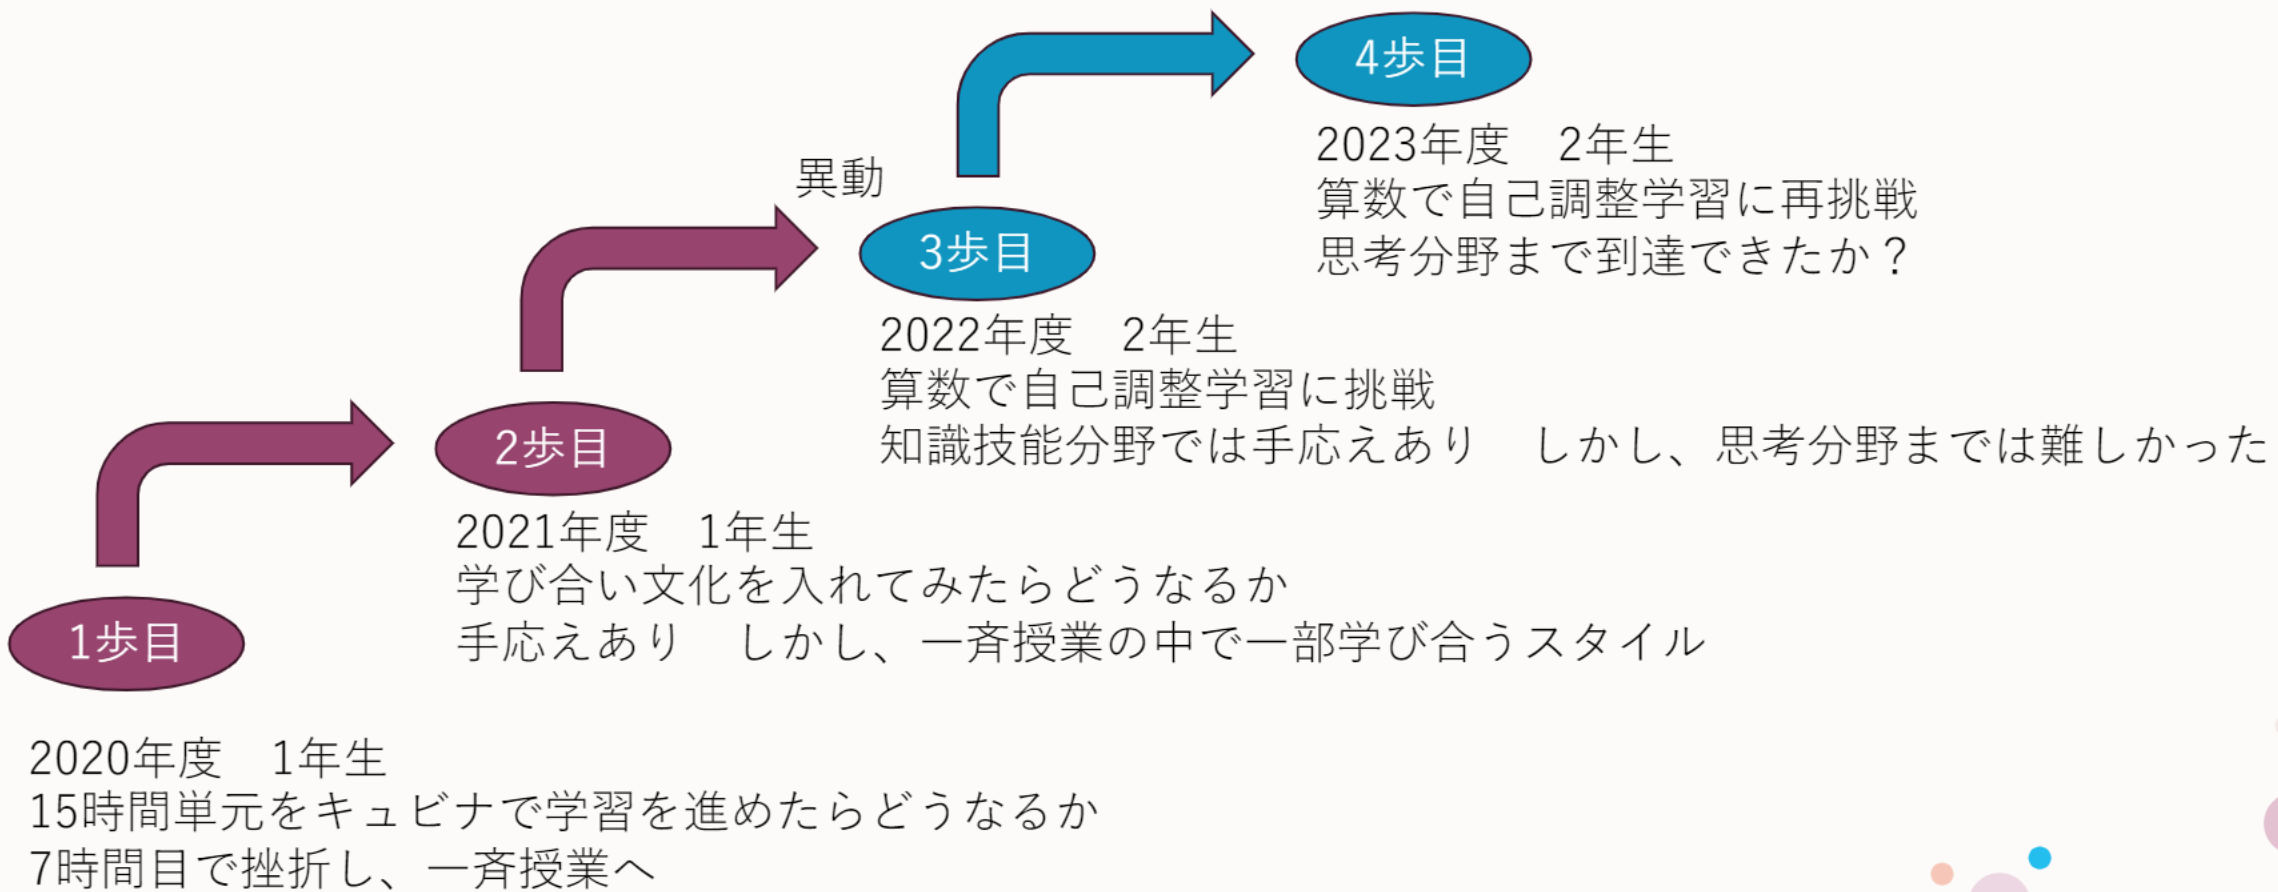 4歩目
2023年度　2年生
算数で自己調整学習に再挑戦
思考分野まで到達できたか？
異動
3歩目
2022年度　2年生
算数で自己調整学習に挑戦
知識技能分野では手応えあり　しかし、思考分野までは難しかった
2歩目
2021年度　1年生
学び合い文化を入れてみたらどうなるか
手応えあり　しかし、一斉授業の中で一部学び合うスタイル
1歩目
2020年度　1年生
15時間単元をキュビナで学習を進めたらどうなるか
7時間目で挫折し、一斉授業へ